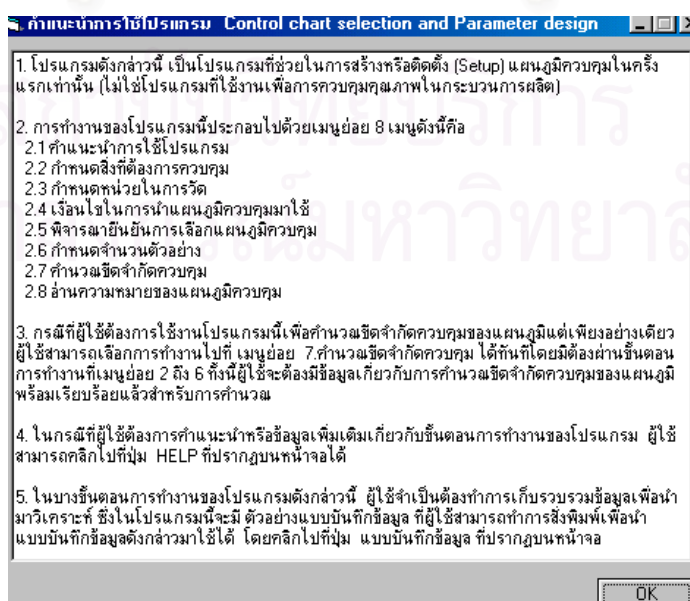 คำแนะนำการใช้โปรแกรม Control chart selection and Parameter design
1. โปรแกรมดังกล่าวนี้ เป็นโปรแกรมที่ช่วยในการสร้างหรือติดตั้ง (Setup) แผนภูมิควบคุมในครั้ง
แรกเท่านั้น (ไม่ใช่โปรแกรมที่ใช้งานเพื่อการควบคุมคุณภาพในกระบวนการผลิต)
2. การทำงานของโปรแกรมนี้ประกอบไปด้วยเมนูย่อย 8 เมนูดังนี้คือ
2.1 คำแนะนำการใช้โปรแกรม
2.2 กำหนดสิ่งที่ต้องการควบคุม
2.3 กำหนดหน่วยในการวัด
2.4 เงื่อนไขในการนำแผนภูมิควบคุมมาใช้
2.5 พิจารณายืนยันการเลือกแผนภูมิควบคุม
2.6 กำหนดจำนวนตัวอย่าง
2.7 คำนวณขีดจำกัดควบคุม
2.8 อ่านความหมายของแผนภูมิควบคุม
3. กรณีที่ผู้ใช้ต้องการใช้งานโปรแกรมนี้เพื่อคำนวณขีดจำกัดควบคุมของแผนภูมิแต่เพียงอย่างเดียว
ผู้ใช้สามารถเลือกการทำงานไปที่ เมนูย่อย 7.คำนวณขีดจำกัดควบคุม ได้ทันทีโดยมิต้องผ่านขั้นตอน
การทำงานที่เมนูย่อย 2 ถึง 6 ทั้งนี้ผู้ใช้จะต้องมีข้อมูลเกี่ยวกับการคำนวณขีดจำกัดควบคุมของแผนภูมิ
พร้อมเรียบร้อยแล้วสำหรับการคำนวณ
4. ในกรณีที่ผู้ใช้ต้องการคำแนะนำหรือข้อมูลเพิ่มเติมเกี่ยวกับขั้นตอนการทำงานของโปรแกรม ผู้ใช้
สามารถคลิกไปที่ปุ่ม HELP ที่ปรากฏบนหน้าจอได้
5. ในบางขั้นตอนการทำงานของโปรแกรมดังกล่าวนี้ ผู้ใช้จำเป็นต้องทำการเก็บรวบรวมข้อมูลเพื่อนำ
มาวิเคราะห์ ซึ่งในโปรแกรมนี้จะมี ตัวอย่างแบบบันทึกข้อมูล ที่ผู้ใช้สามารถทำการสั่งพิมพ์เพื่อนำ
แบบบันทึกข้อมูลดังกล่าวมาใช้ได้ โดยคลิกไปที่ปุ่ม แบบบันทึกข้อมูล ที่ปรากฏบนหน้าจอ
OK